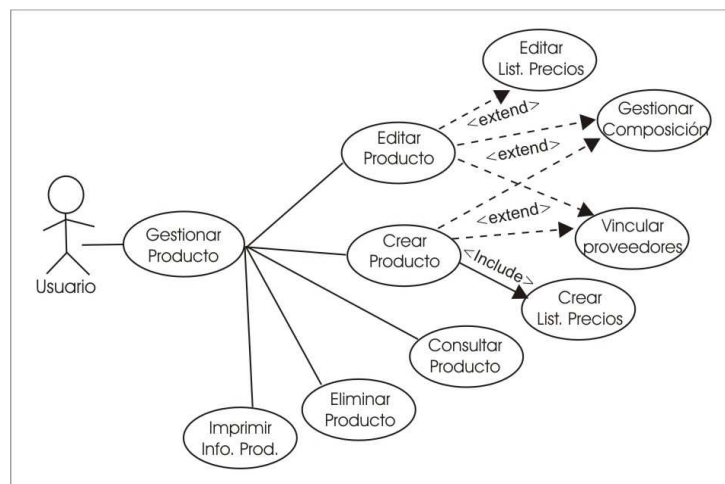 Editar
List. Precios
<extend>
Gestionar
Composición
Editar
Producto
<extend>
<extend>
Vincular
proveedores
Gestionar
Producto
Crear
Producto
<Include>
Crear
List. Precios
Usuario
Consultar
Producto
Eliminar
Producto
Imprimir
Info. Prod.